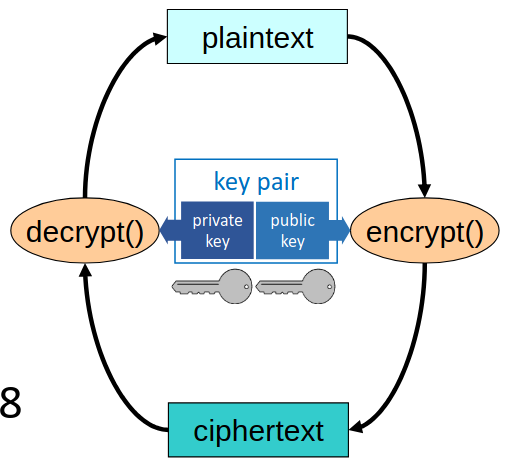 plaintext
key pair
private
key
public
key
decrypt()
encrypt()
8
ciphertext